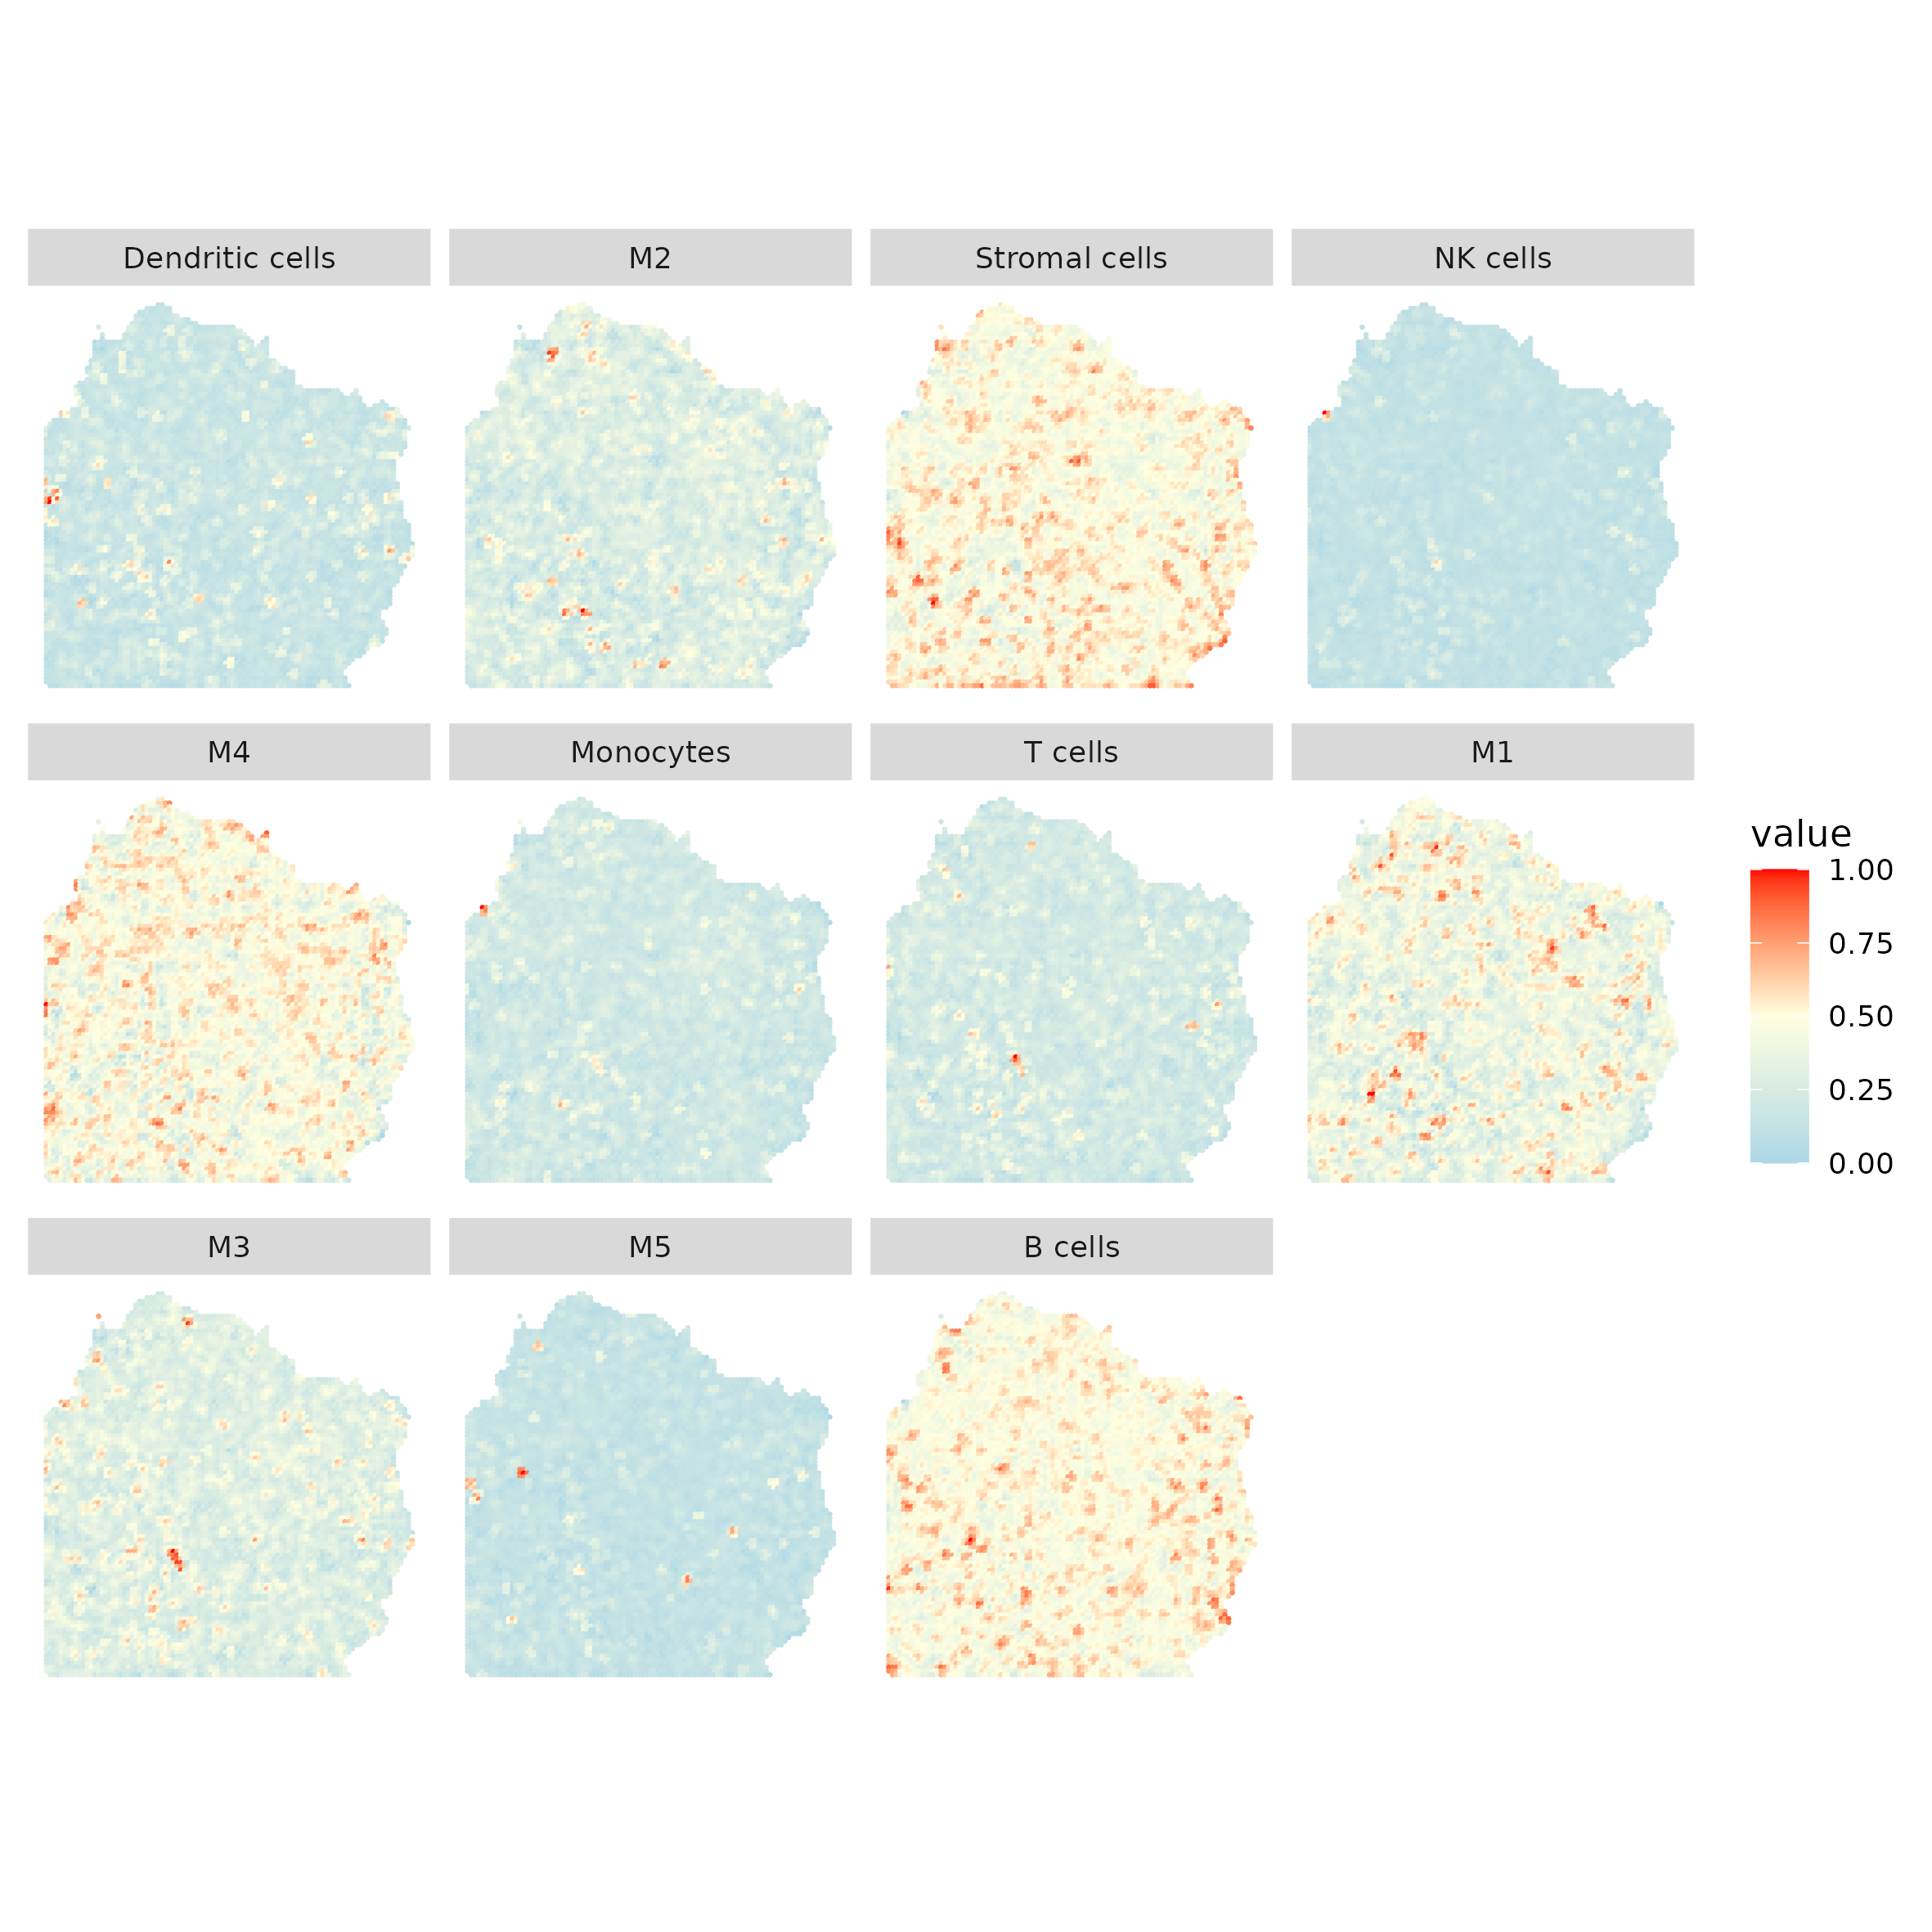 Dendritic cells
M2
Stromal cells
NK cells
M4
Monocytes
T cells
M1
value
1.00
0.75
0.50
0.25
0.00
M3
M5
B cells